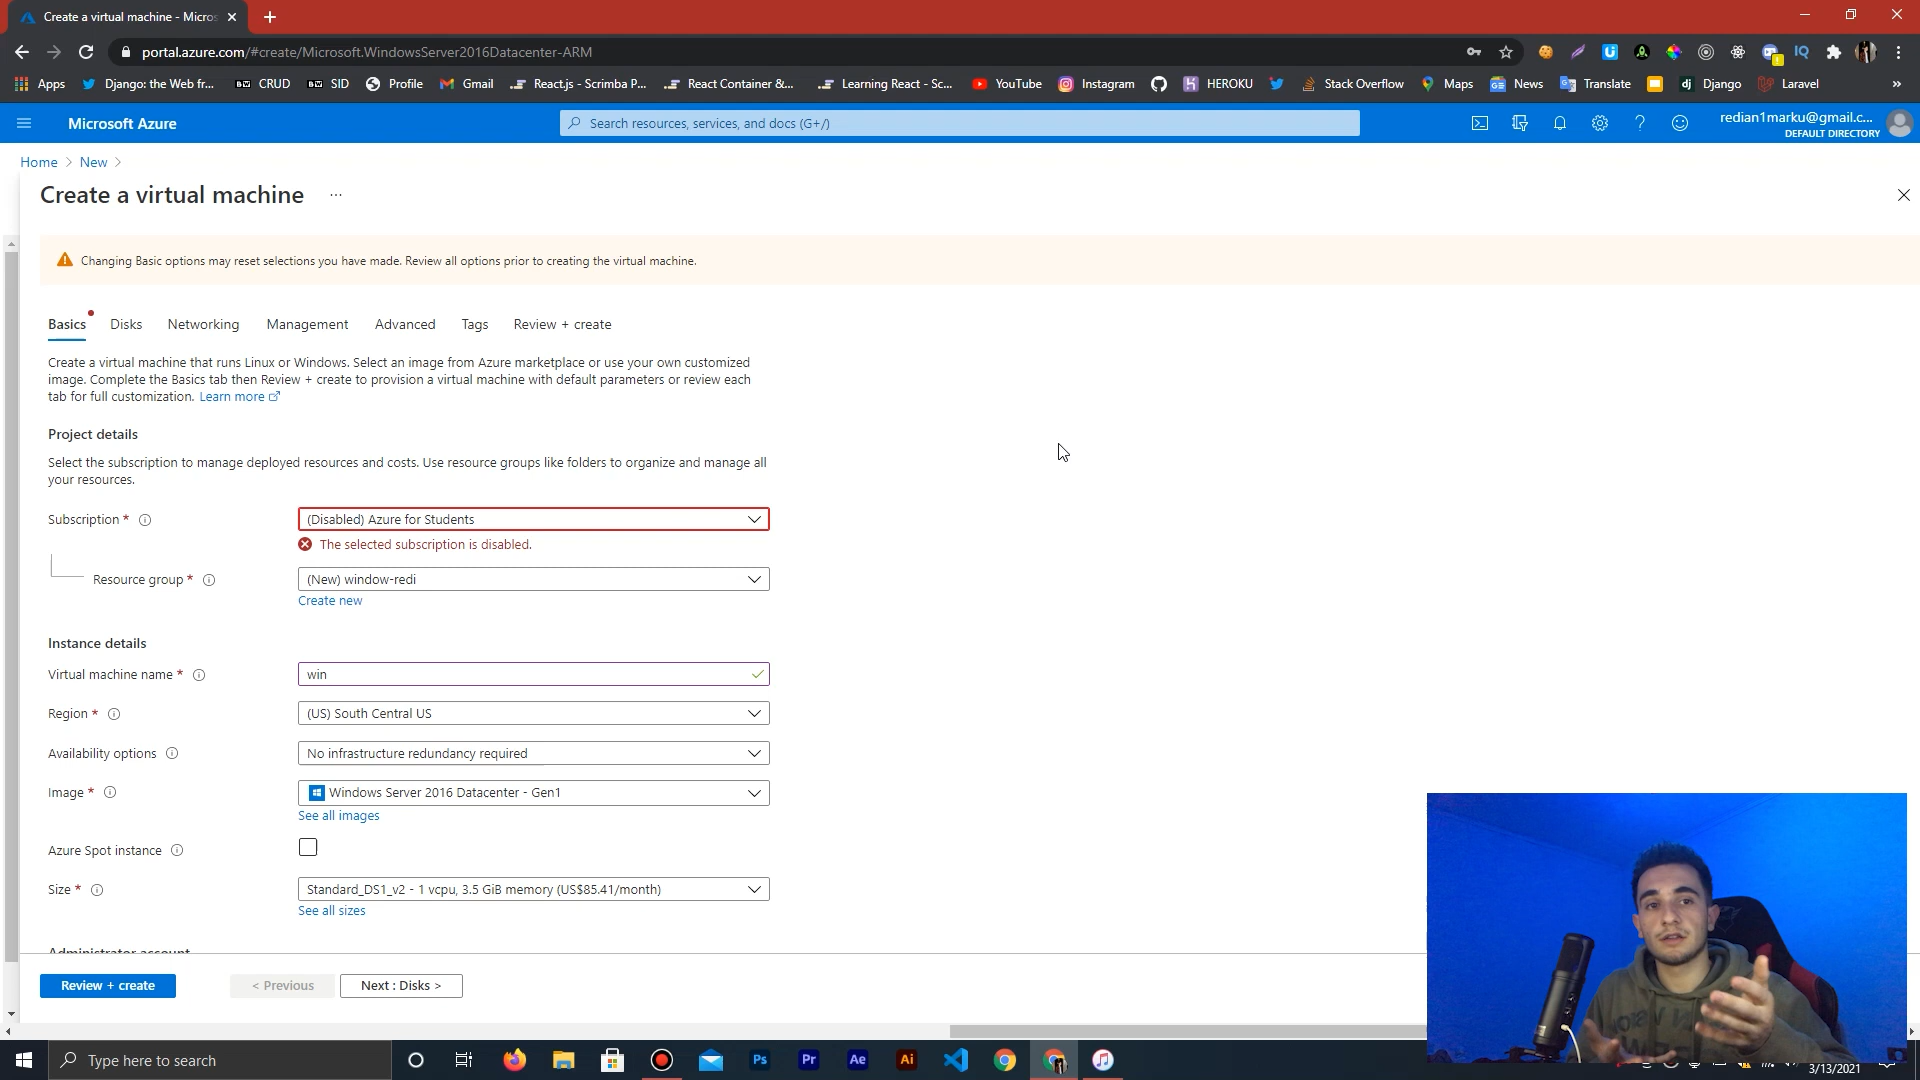 Create a virtual machine - Micros
portal.azure.com/#create/Microsoft.WindowsServer2016Datacenter-ARM
Apps
Django: the Web fr...
BW CRUD
BW SID
Profile
Gmail
React.js - Scrimba P...
React Container &...
Learning React - Sc...
YouTube
Instagram
HEROKU
Stack Overflow
Maps
News
Translate
dj Django
Laravel
»
Microsoft Azure
Search resources, services, and docs (G+/)
redian1marku@gmail.c...
DEFAULT DIRECTORY
Home > New >
Create a virtual machine ...
Changing Basic options may reset selections you have made. Review all options prior to creating the virtual machine.
Basics Disks Networking Management Advanced Tags Review + create
Create a virtual machine that runs Linux or Windows. Select an image from Azure marketplace or use your own customized
image. Complete the Basics tab then Review + create to provision a virtual machine with default parameters or review each
tab for full customization. Learn more
Project details
Select the subscription to manage deployed resources and costs. Use resource groups like folders to organize and manage all
your resources.
Subscription * (Disabled) Azure for Students
The selected subscription is disabled.
Resource group * (New) window-redi
Create new
Instance details
Virtual machine name * win
Region * (US) South Central US
Availability options No infrastructure redundancy required
Image * Windows Server 2016 Datacenter - Gen1
See all images
Azure Spot instance
Size * Standard_DS1_v2 - 1 vcpu, 3.5 GiB memory (US$85.41/month)
See all sizes
Administrator account
Review + create < Previous Next : Disks >
Type here to search
Ps
Pr
Ae
Ai
3/13/2021